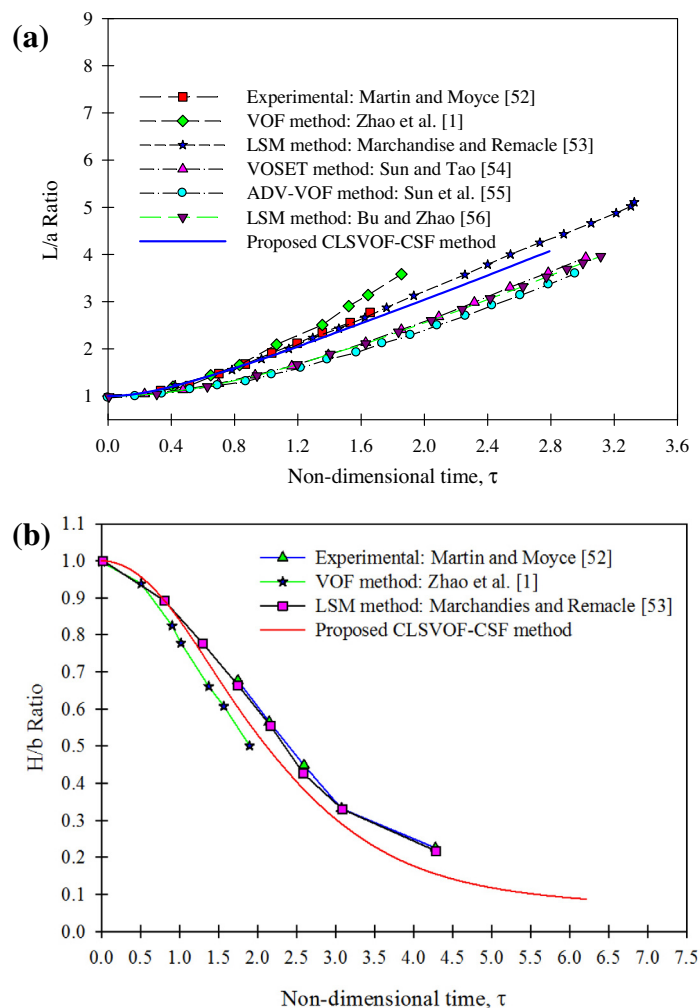 (a)
9
8
7
6
5
4
3
2
1
L/a Ratio
Experimental: Martin and Moyce [52]
VOF method: Zhao et al. [1]
LSM method: Marchandise and Remacle [53]
VOSET method: Sun and Tao [54]
ADV-VOF method: Sun et al. [55]
LSM method: Bu and Zhao [56]
Proposed CLSVOF-CSF method
0.0 0.4 0.8 1.2 1.6 2.0 2.4 2.8 3.2 3.6
Non-dimensional time, τ
(b)
1.1
1.0
0.9
0.8
0.7
0.6
0.5
0.4
0.3
0.2
0.1
0.0
H/b Ratio
Experimental: Martin and Moyce [52]
VOF method: Zhao et al. [1]
LSM method: Marchandies and Remacle [53]
Proposed CLSVOF-CSF method
0.0 0.5 1.0 1.5 2.0 2.5 3.0 3.5 4.0 4.5 5.0 5.5 6.0 6.5 7.0 7.5
Non-dimensional time, τ